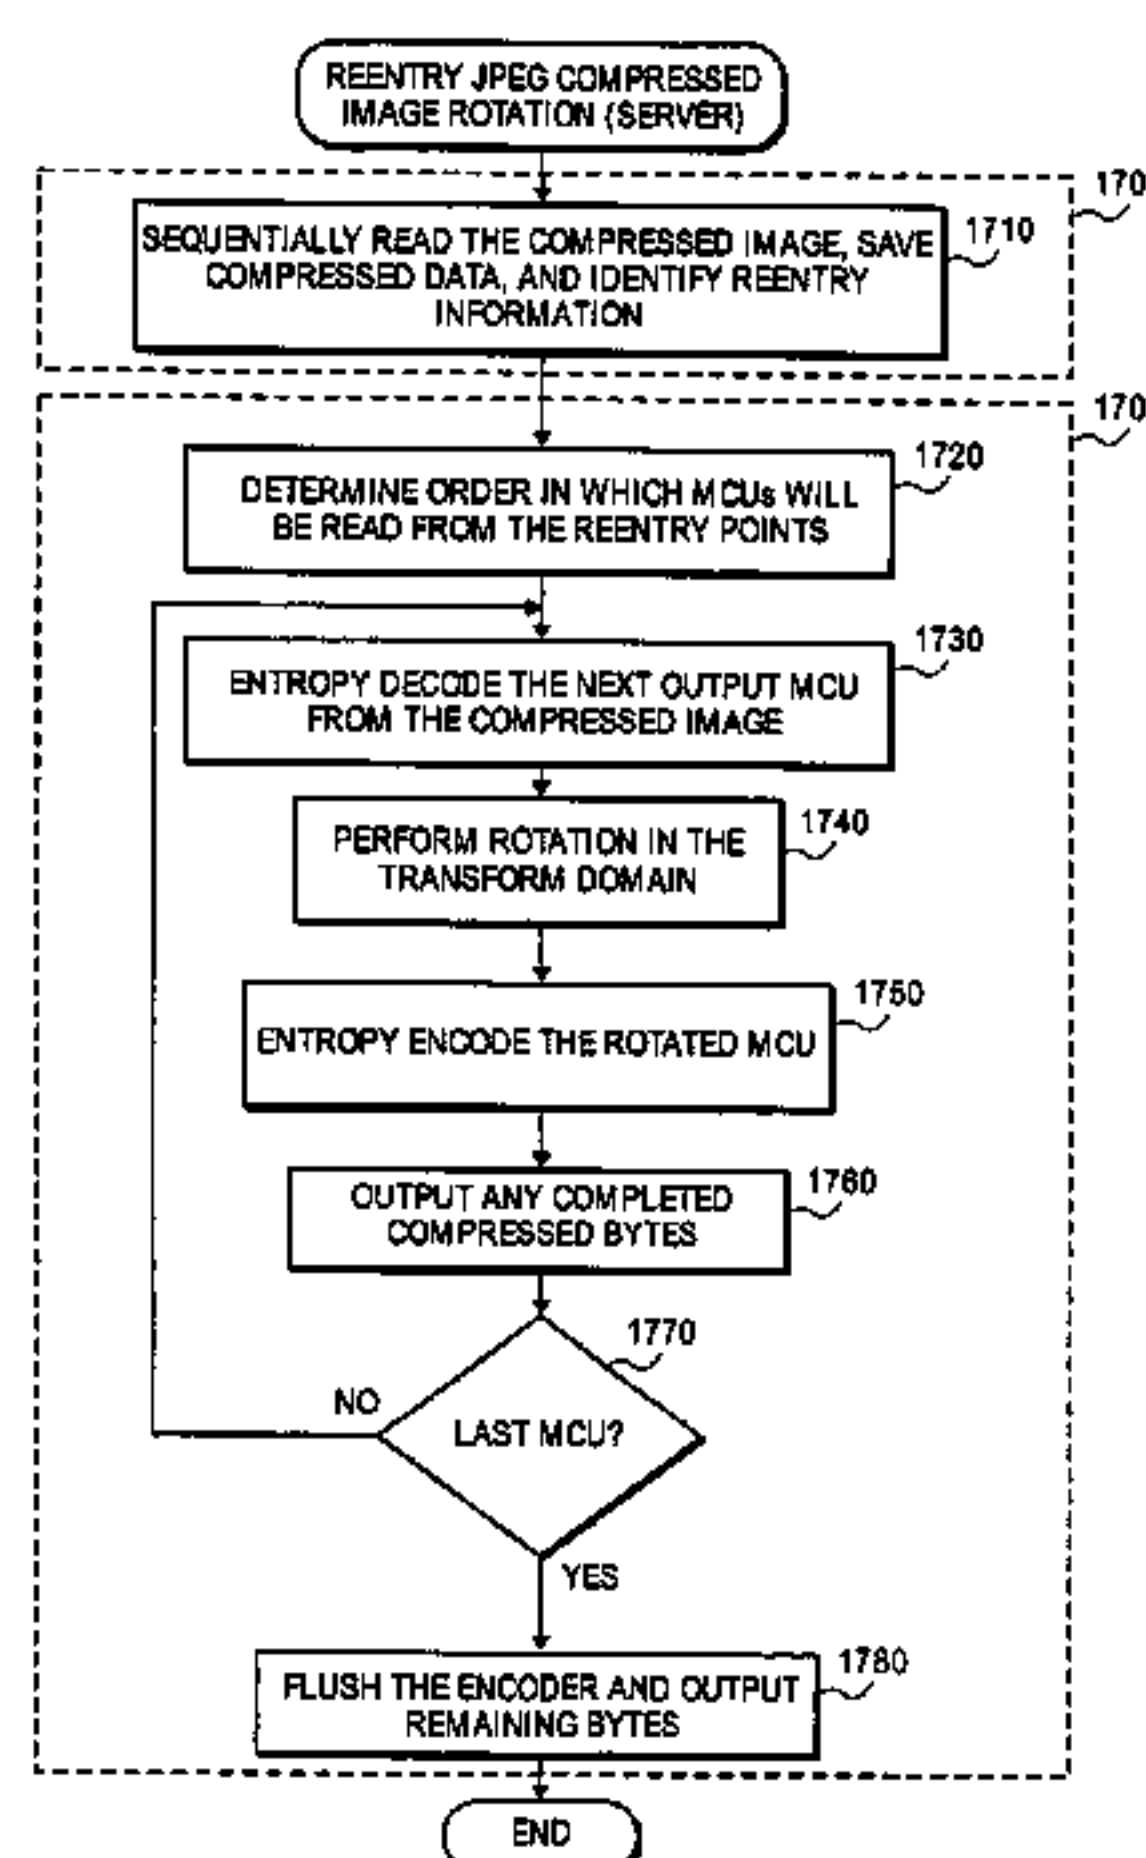 REENTRY JPEG COMPRESSED
IMAGE ROTATION (SERVER)
170
SEQUENTIALLY READ THE COMPRESSED IMAGE, SAVE
COMPRESSED DATA, AND IDENTIFY REENTRY
INFORMATION
1710
170
1720
DETERMINE ORDER IN WHICH MCUs WILL
BE READ FROM THE REENTRY POINTS
1730
ENTROPY DECODE THE NEXT OUTPUT MCU
FROM THE COMPRESSED IMAGE
1740
PERFORM ROTATION IN THE
TRANSFORM DOMAIN
1750
ENTROPY ENCODE THE ROTATED MCU
1760
OUTPUT ANY COMPLETED
COMPRESSED BYTES
1770
NO
LAST MCU?
YES
1780
FLUSH THE ENCODER AND OUTPUT
REMAINING BYTES
END